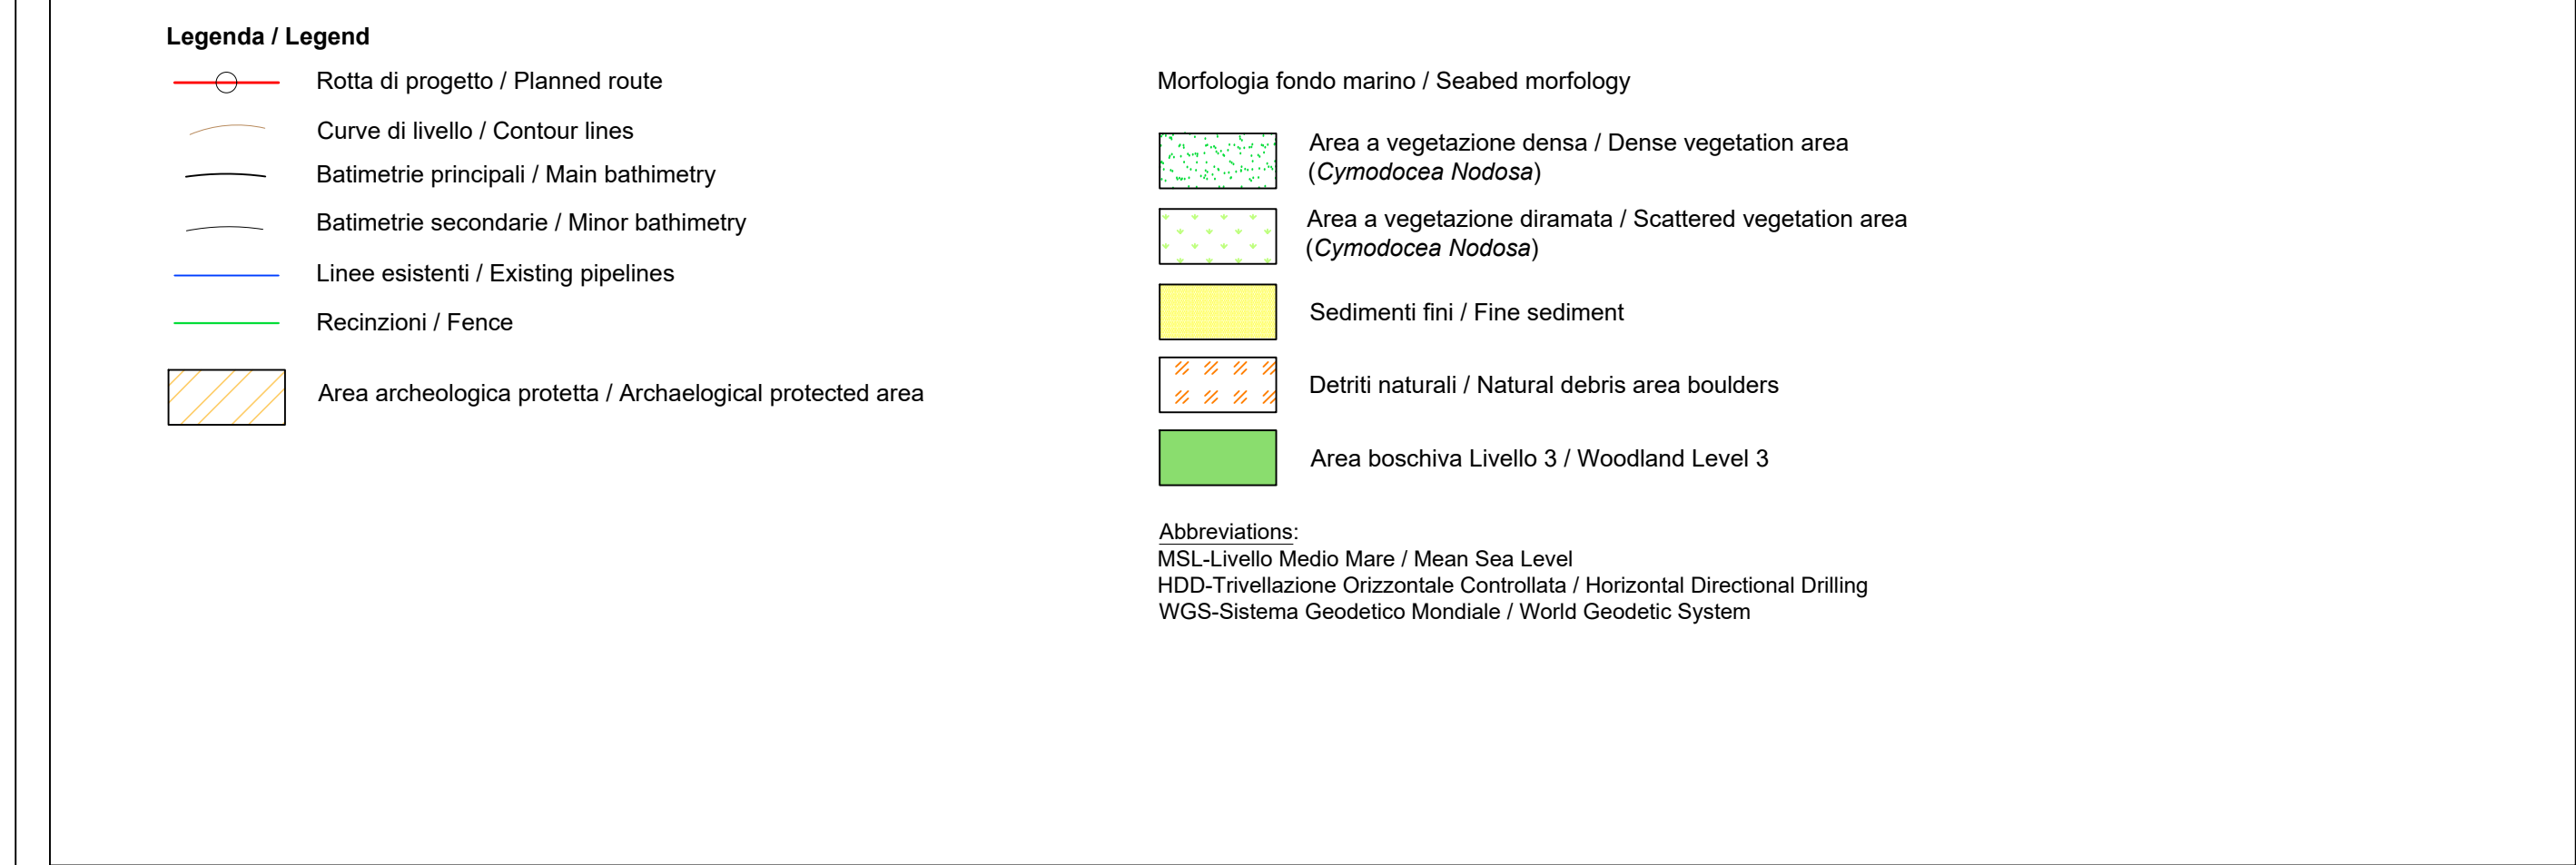 Legenda / Legend
Rotta di progetto / Planned route
Curve di livello / Contour lines
Batimetrie principali / Main bathimetry
Batimetrie secondarie / Minor bathimetry
Linee esistenti / Existing pipelines
Recinzioni / Fence
Area archeologica protetta / Archaelogical protected area
Morfologia fondo marino / Seabed morfology
Area a vegetazione densa / Dense vegetation area
(Cymodocea Nodosa)
Area a vegetazione diramata / Scattered vegetation area
(Cymodocea Nodosa)
Sedimenti fini / Fine sediment
Detriti naturali / Natural debris area boulders
Area boschiva Livello 3 / Woodland Level 3
Abbreviations:
MSL-Livello Medio Mare / Mean Sea Level
HDD-Trivellazione Orizzontale Controllata / Horizontal Directional Drilling
WGS-Sistema Geodetico Mondiale / World Geodetic System